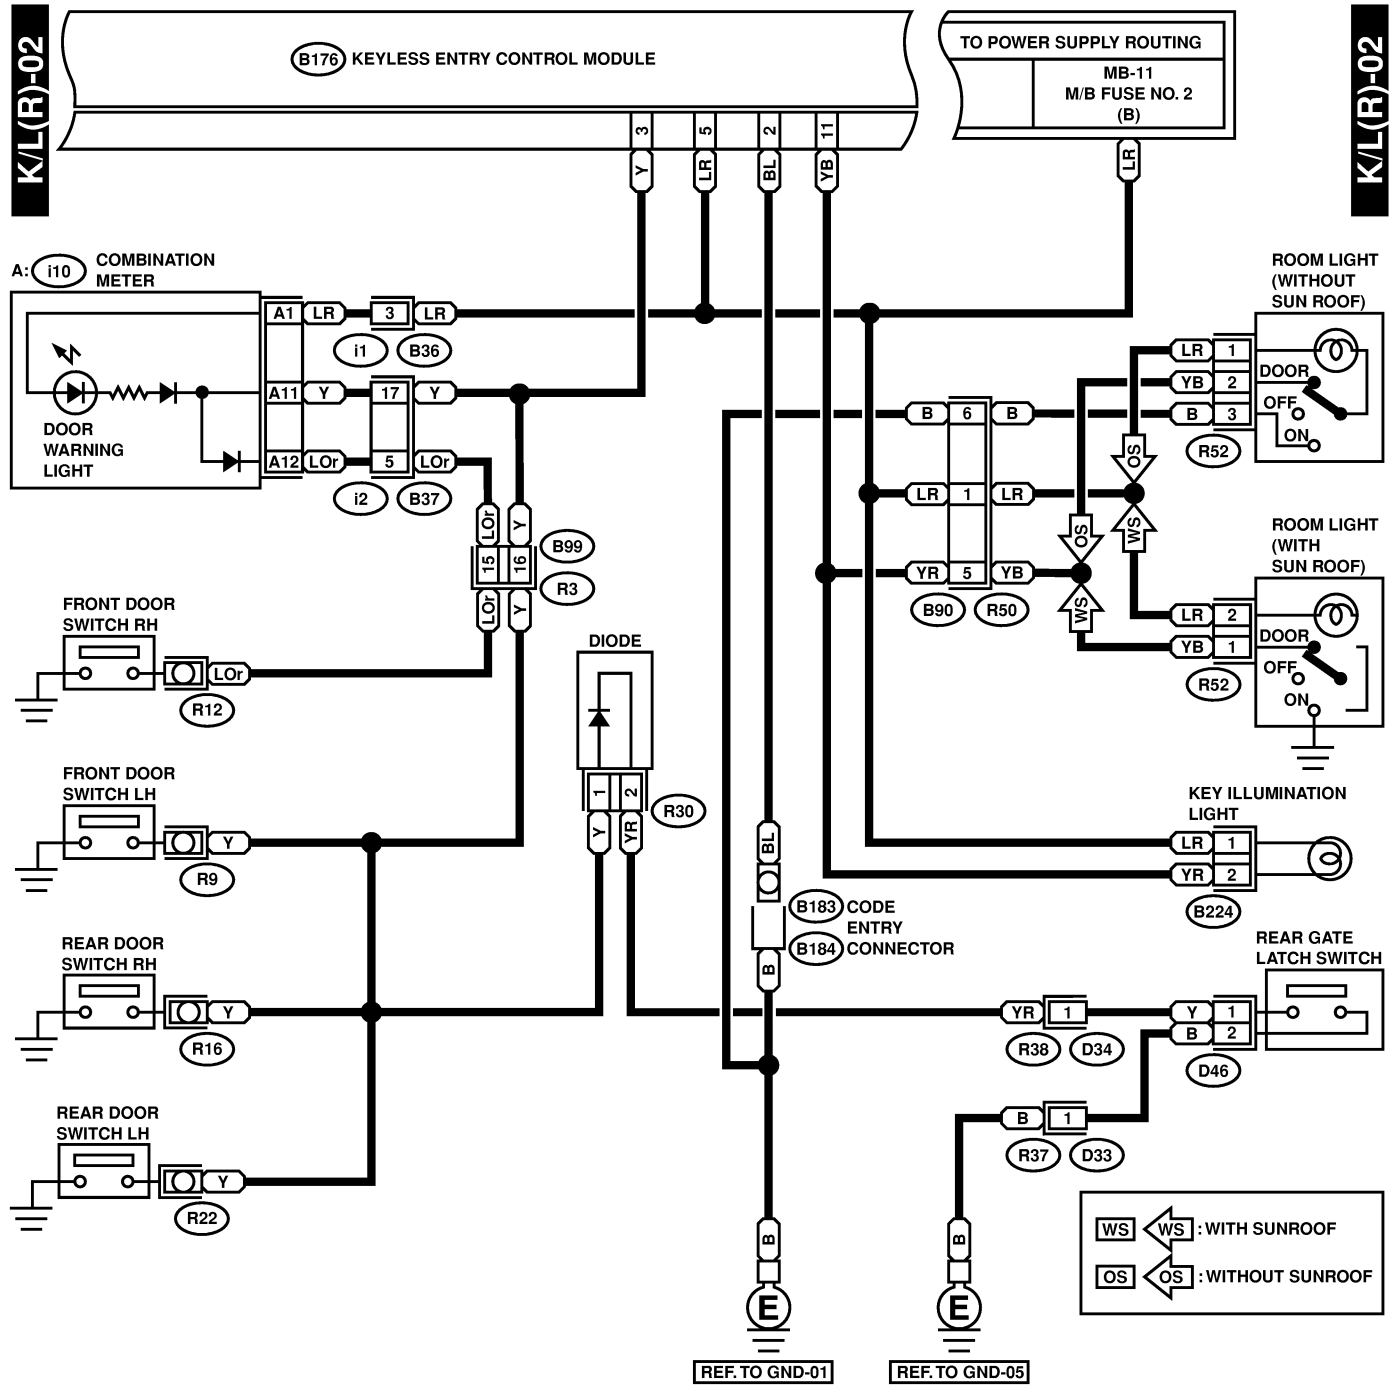 K/L(R)-02
K/L(R)-02
B176 KEYLESS ENTRY CONTROL MODULE
TO POWER SUPPLY ROUTING
MB-11
M/B FUSE NO. 2
(B)
3 5 2 11
Y LR BL YB LR
A: i10 COMBINATION
METER
A1 LR 3 LR
i1 B36
A11 Y 17 Y
A12 LOr 5 LOr
i2 B37
DOOR
WARNING
LIGHT
LOr Y
15 16
B99
R3
LOr Y
ROOM LIGHT
(WITHOUT
SUN ROOF)
LR 1
YB 2
B 3
DOOR
OFF
ON
R52
B 6 B
LR 1 LR
YR 5 YB
B90 R50
OS
WS
OS
WS
ROOM LIGHT
(WITH
SUN ROOF)
LR 2
YB 1
DOOR
OFF
ON
R52
FRONT DOOR
SWITCH RH
LOr
R12
DIODE
1 2
R30
Y YR
FRONT DOOR
SWITCH LH
Y
R9
KEY ILLUMINATION
LIGHT
LR 1
YR 2
B224
BL
B183 CODE
ENTRY
B184 CONNECTOR
B
REAR DOOR
SWITCH RH
Y
R16
REAR GATE
LATCH SWITCH
YR 1 Y 1
B 2
R38 D34
D46
B 1
R37 D33
REAR DOOR
SWITCH LH
Y
R22
B B
E E
REF. TO GND-01 REF. TO GND-05
WS WS : WITH SUNROOF
OS OS : WITHOUT SUNROOF